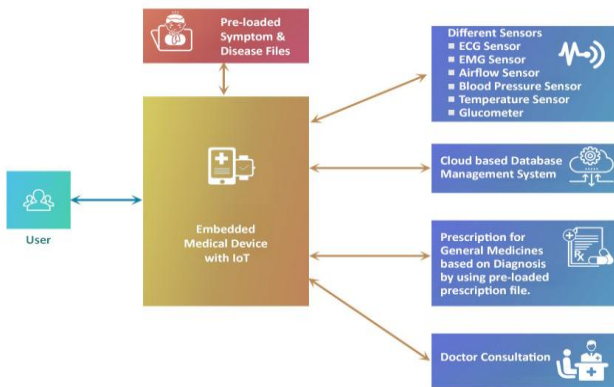 Pre-loaded
Symptom &
Disease Files
Different Sensors
■ ECG Sensor
■ EMG Sensor
■ Airflow Sensor
■ Blood Pressure Sensor
■ Temperature Sensor
■ Glucometer
Embedded
Medical Device
with IoT
User
Cloud based Database
Management System
Prescription for
General Medicines
based on Diagnosis
by using pre-loaded
prescription file.
Rx
Doctor Consultation